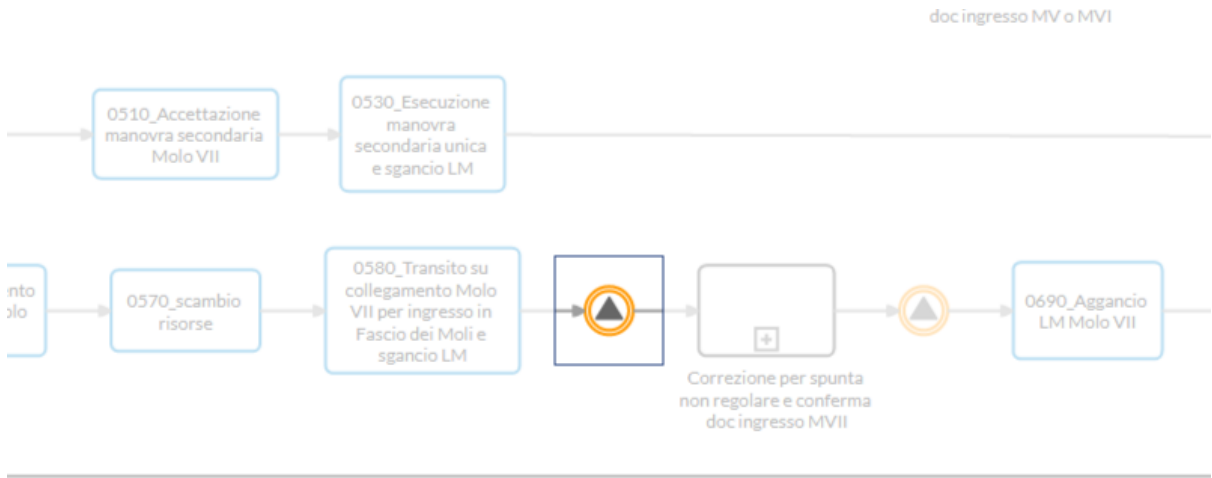 doc ingresso MV o MVI
0510_Accettazione
manovra secondaria
Molo VII
0530_Esecuzione
manovra
secondaria unica
e sgancio LM
ento
olo
0570_scambio
risorse
0580_Transito su
collegamento Molo
VII per ingresso in
Fascio dei Moli e
sgancio LM
Correzione per spunta
non regolare e conferma
doc ingresso MVII
0690_Aggancio
LM Molo VII